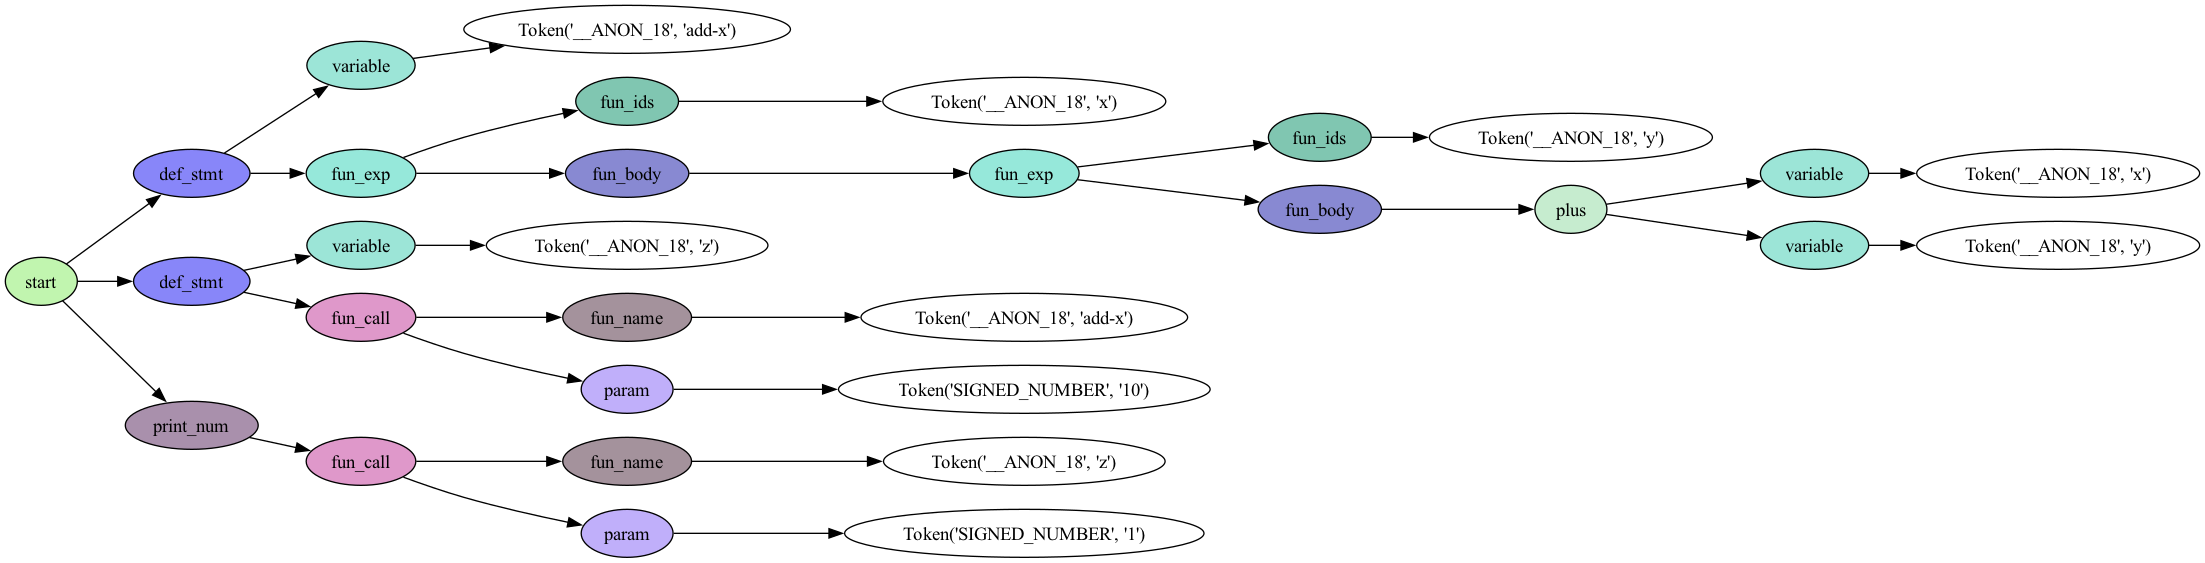 Token('__ANON_18', 'add-x')
variable
fun_ids
Token('__ANON_18', 'x')
fun_ids
Token('__ANON_18', 'y')
def_stmt
fun_exp
fun_body
fun_exp
variable
Token('__ANON_18', 'x')
fun_body
plus
variable
Token('__ANON_18', 'z')
variable
Token('__ANON_18', 'y')
start
def_stmt
fun_call
fun_name
Token('__ANON_18', 'add-x')
param
Token('SIGNED_NUMBER', '10')
print_num
fun_call
fun_name
Token('__ANON_18', 'z')
param
Token('SIGNED_NUMBER', '1')